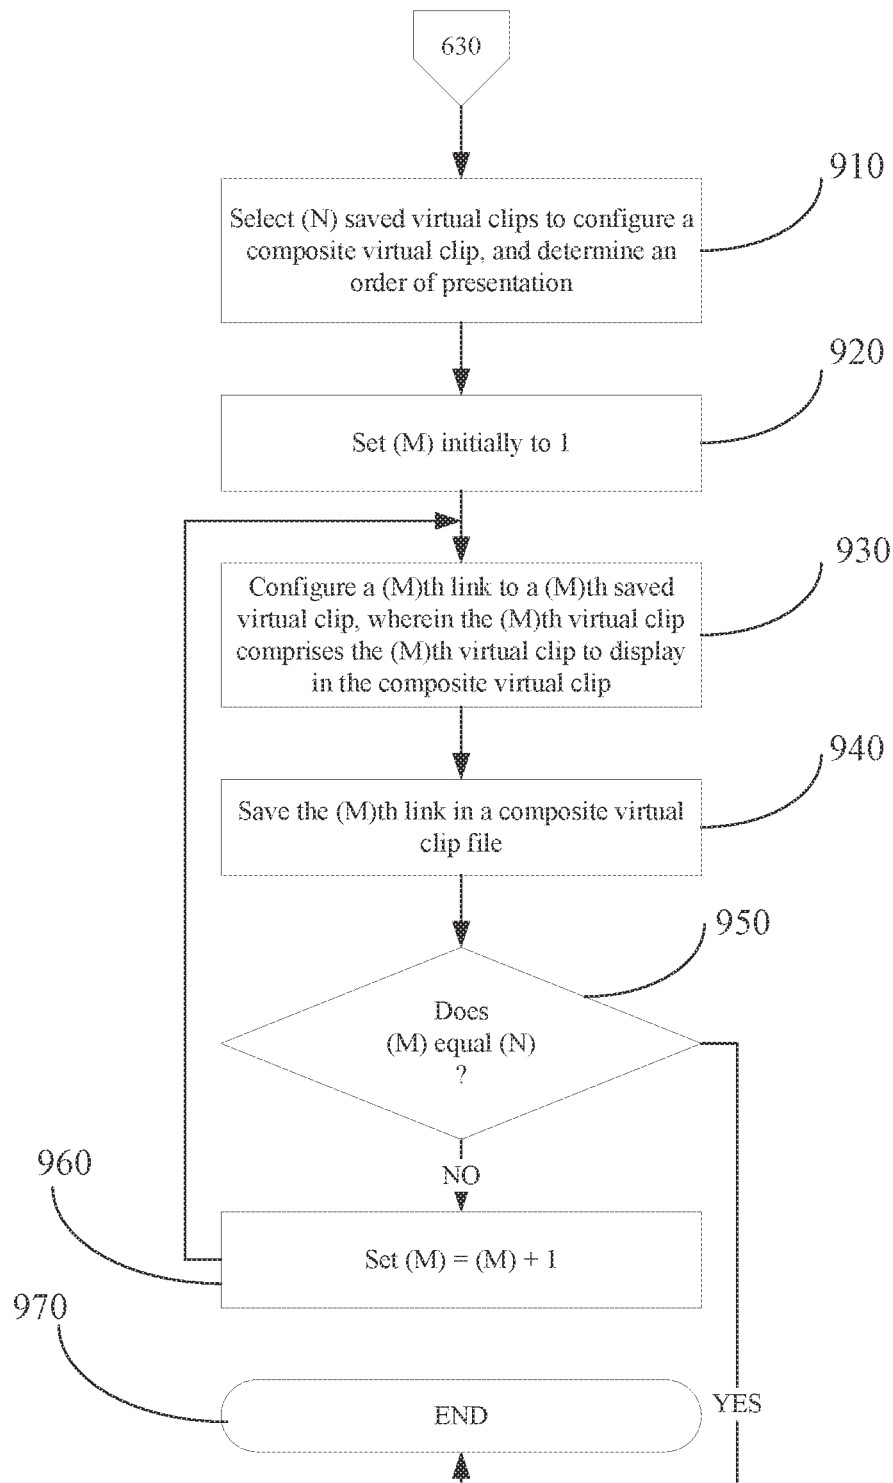 630
910
Select (N) saved virtual clips to configure a
composite virtual clip, and determine an
order of presentation
920
Set (M) initially to 1
930
Configure a (M)th link to a (M)th saved
virtual clip, wherein the (M)th virtual clip
comprises the (M)th virtual clip to display
in the composite virtual clip
940
Save the (M)th link in a composite virtual
clip file
950
Does
(M) equal (N)
?
NO
960
Set (M) = (M) + 1
970
END
YES